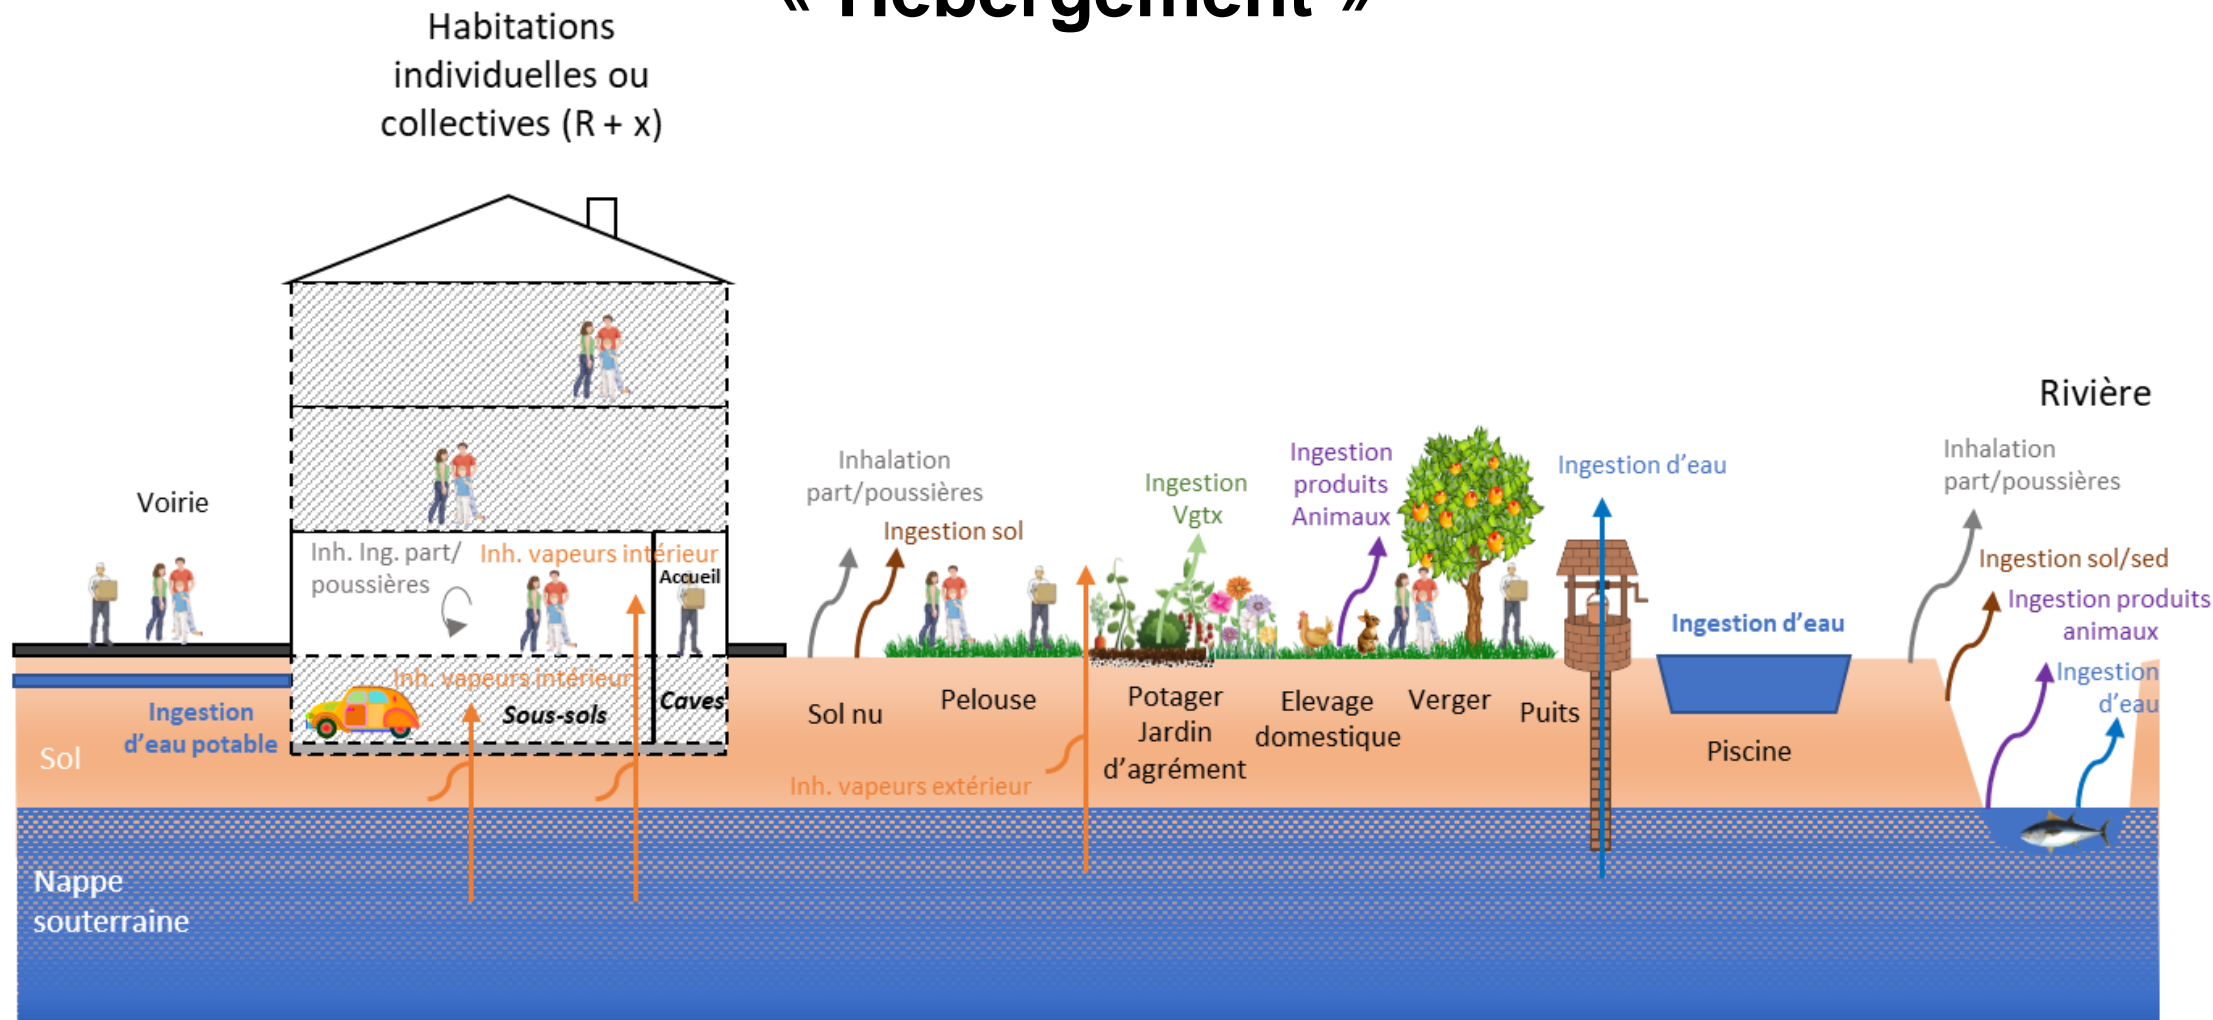 « Hébergement »
Habitations
individuelles ou
collectives (R + x)
Rivière
Voirie
Inhalation
part/poussières
Ingestion sol
Ingestion
Vgtx
Ingestion
produits
Animaux
Ingestion d’eau
Inhalation
part/poussières
Ingestion sol/sed
Ingestion produits
animaux
Ingestion
d’eau
Inh. Ing. part/
poussières
Inh. vapeurs intérieur
Accueil
Inh. vapeurs intérieur
Sous-sols
Caves
Ingestion
d’eau potable
Sol
Sol nu
Pelouse
Inh. vapeurs extérieur
Potager
Jardin
d’agrément
Elevage
domestique
Verger
Puits
Ingestion d’eau
Piscine
Nappe
souterraine